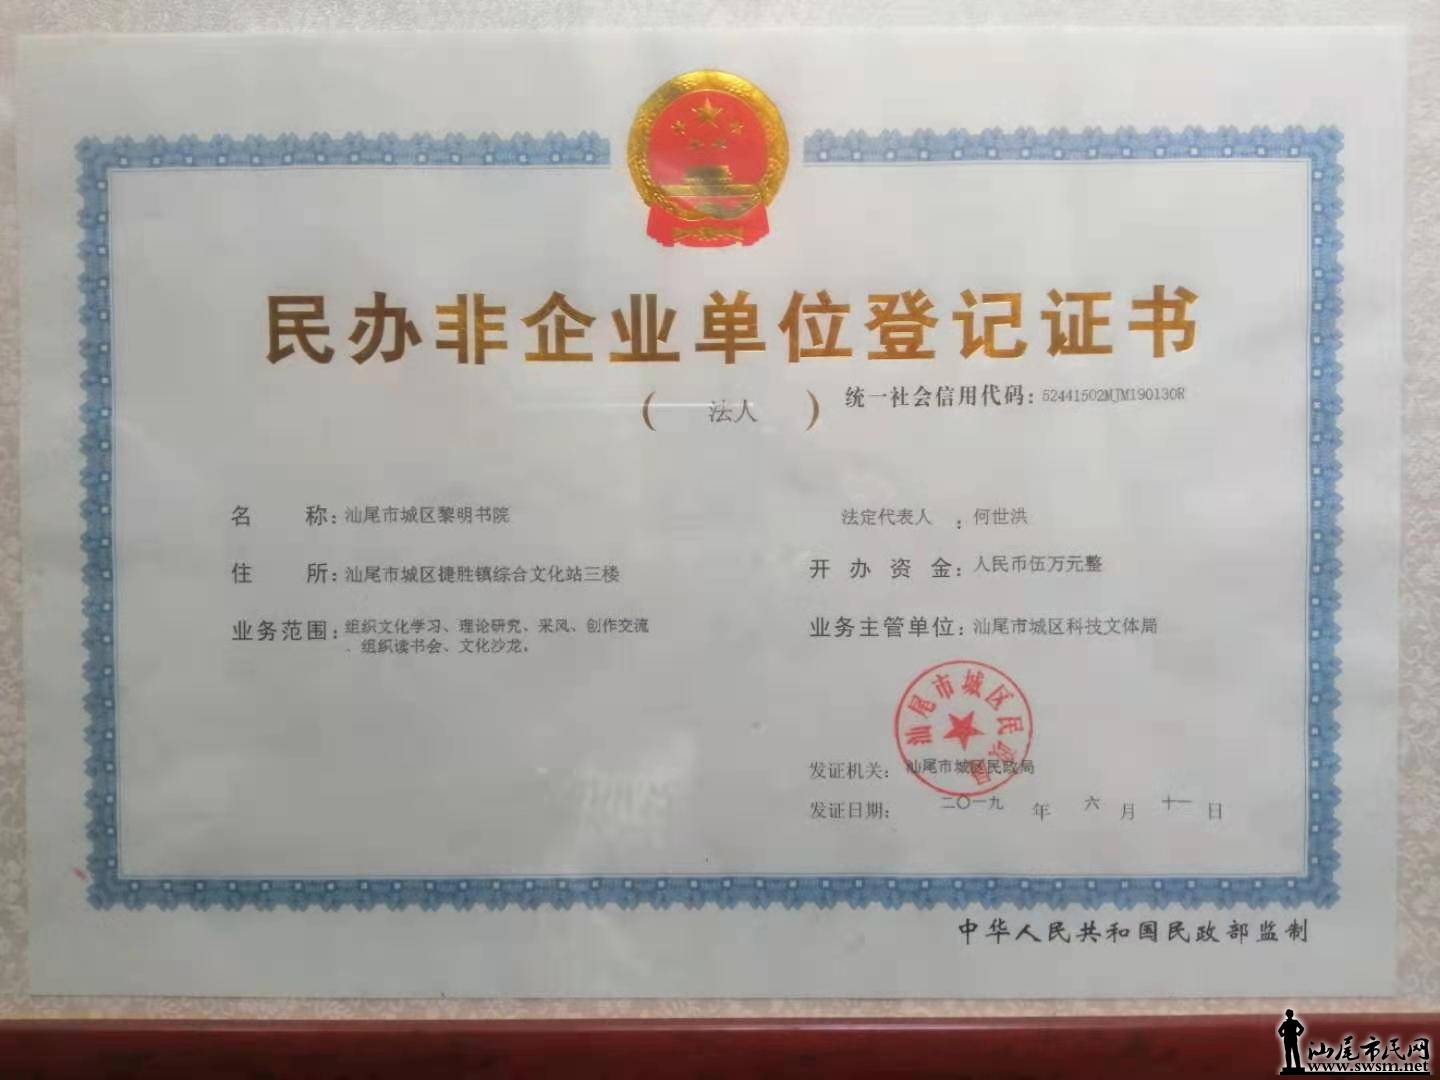 民办非企业单位登记证书
（ 法人 ） 统一社会信用代码：52441502MJM190130R
名 称：汕尾市城区黎明书院
法定代表人：何世洪
住 所：汕尾市城区捷胜镇综合文化站三楼
开办资金：人民币伍万元整
业务范围：组织文化学习、理论研究、采风、创作交流
、组织读书会、文化沙龙。
业务主管单位：汕尾市城区科技文体局
汕尾市城区民政局
发证机关：汕尾市城区民政局
发证日期：二〇一九 年 六 月 十一 日
中华人民共和国民政部监制
汕尾市民网
www.swsm.net